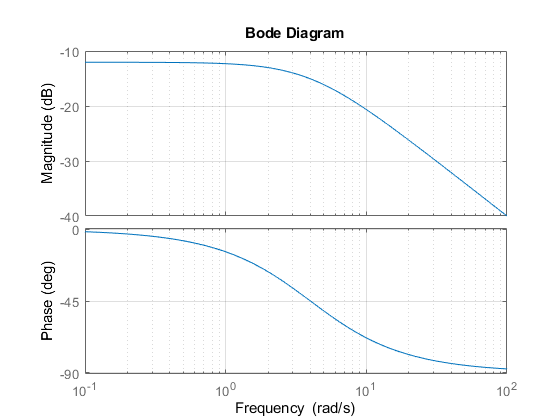 Bode Diagram
Magnitude (dB)
-10
-20
-30
-40
Phase (deg)
0
-45
-90
10^-1
10^0
10^1
10^2
Frequency (rad/s)